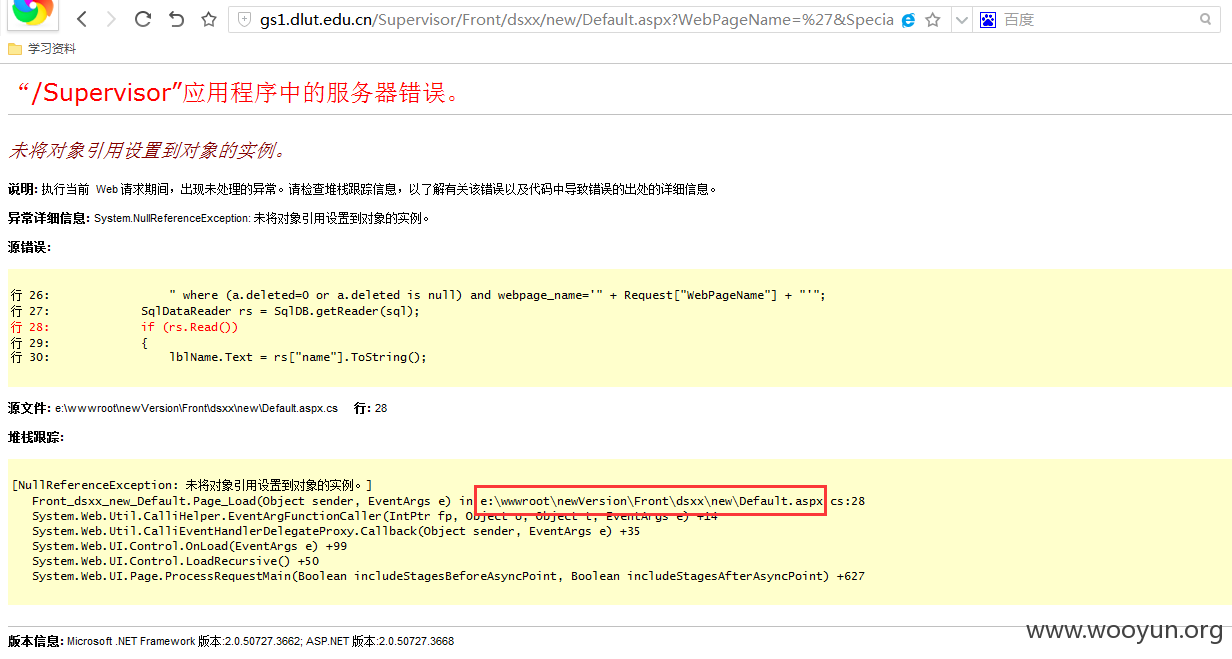 gs1.dlut.edu.cn/Supervisor/Front/dsxx/new/Default.aspx?WebPageName=%27&Specia
百度
学习资料
“/Supervisor”应用程序中的服务器错误。
未将对象引用设置到对象的实例。
说明: 执行当前 Web 请求期间，出现未处理的异常。请检查堆栈跟踪信息，以了解有关该错误以及代码中导致错误的出处的详细信息。
异常详细信息: System.NullReferenceException: 未将对象引用设置到对象的实例。
源错误:
行 26:                " where (a.deleted=0 or a.deleted is null) and webpage_name='" + Request["WebPageName"] + "'";
行 27:            SqlDataReader rs = SqlDB.getReader(sql);
行 28:            if (rs.Read())
行 29:            {
行 30:                lblName.Text = rs["name"].ToString();
源文件: e:\wwwroot\newVersion\Front\dsxx\new\Default.aspx.cs    行: 28
堆栈跟踪:
[NullReferenceException: 未将对象引用设置到对象的实例。]
   Front_dsxx_new_Default.Page_Load(Object sender, EventArgs e) in e:\wwwroot\newVersion\Front\dsxx\new\Default.aspx.cs:28
   System.Web.Util.CalliHelper.EventArgFunctionCaller(IntPtr fp, Object o, Object t, EventArgs e) +14
   System.Web.Util.CalliEventHandlerDelegateProxy.Callback(Object sender, EventArgs e) +35
   System.Web.UI.Control.OnLoad(EventArgs e) +99
   System.Web.UI.Control.LoadRecursive() +50
   System.Web.UI.Page.ProcessRequestMain(Boolean includeStagesBeforeAsyncPoint, Boolean includeStagesAfterAsyncPoint) +627
版本信息: Microsoft .NET Framework 版本:2.0.50727.3662; ASP.NET 版本:2.0.50727.3668
www.wooyun.org